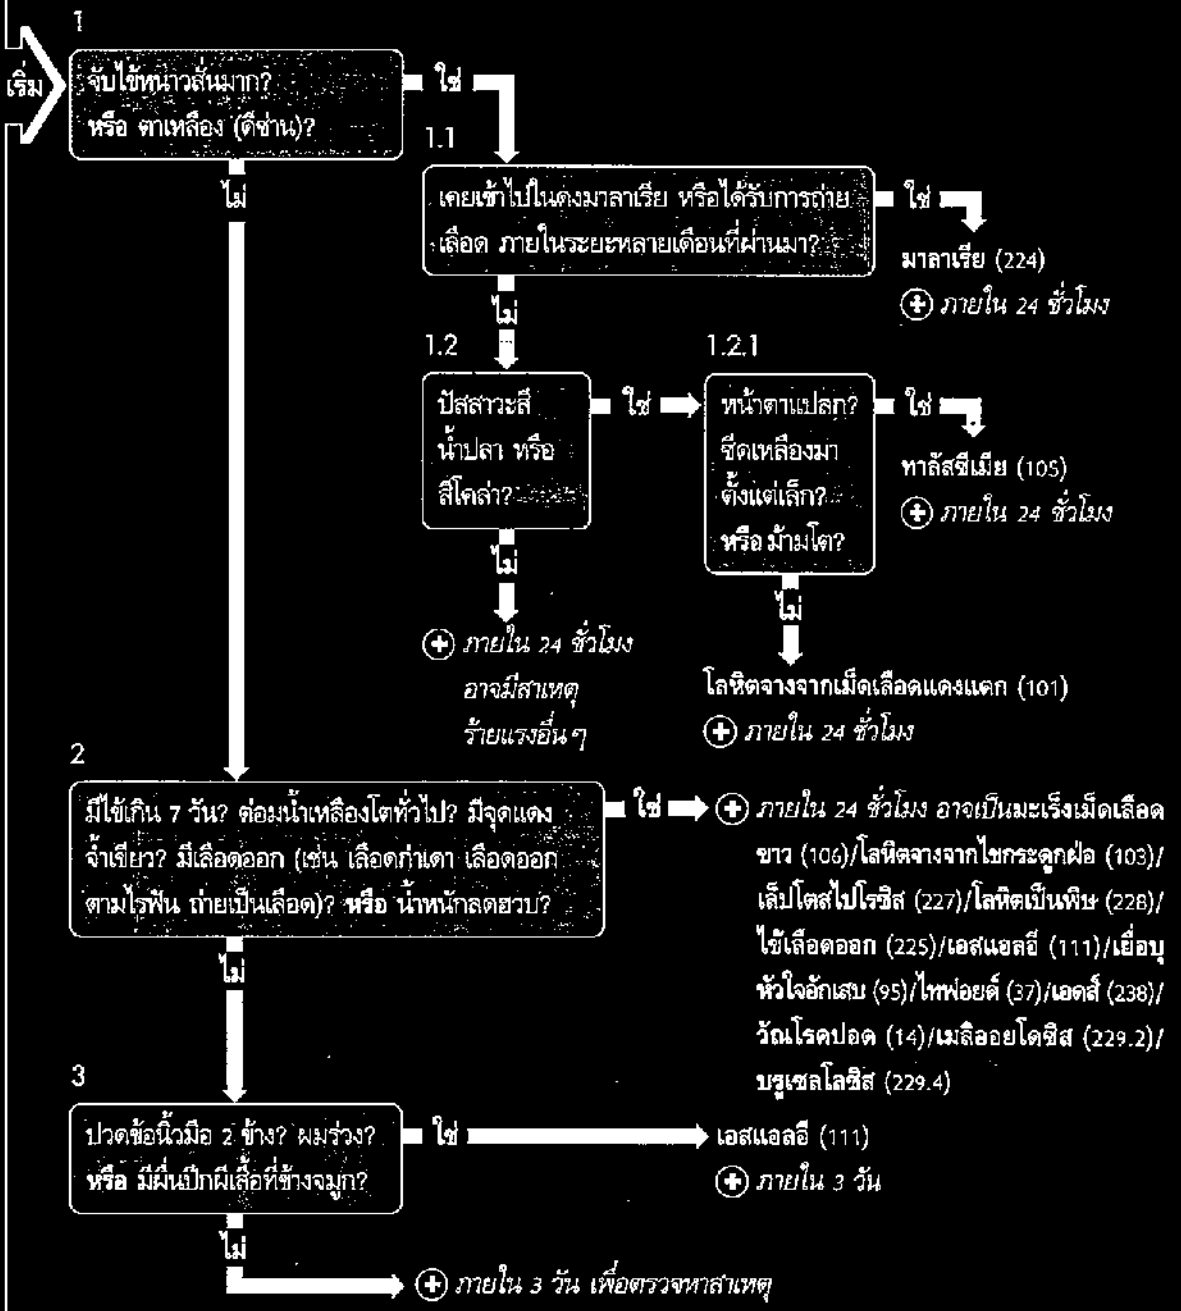 1
เริ่ม
จับไข้หนาวสั่นมาก?
หรือ ตาเหลือง (ดีซ่าน)?
ใช่
ไม่
1.1
เคยเข้าไปในดงมาลาเรีย หรือได้รับการถ่าย
เลือด ภายในระยะหลายเดือนที่ผ่านมา?
ใช่
มาลาเรีย (224)
ภายใน 24 ชั่วโมง
ไม่
1.2
ปัสสาวะสี
น้ำปลา หรือ
สีโคล่า?
ใช่
1.2.1
หน้าตาแปลก?
ซีดเหลืองมา
ตั้งแต่เล็ก?
หรือ ม้ามโต?
ใช่
ทาลัสซีเมีย (105)
ภายใน 24 ชั่วโมง
ไม่
ภายใน 24 ชั่วโมง
อาจมีสาเหตุ
ร้ายแรงอื่น ๆ
ไม่
โลหิตจางจากเม็ดเลือดแดงแตก (101)
ภายใน 24 ชั่วโมง
2
มีไข้เกิน 7 วัน? ต่อมน้ำเหลืองโตทั่วไป? มีจุดแดง
จ้ำเขียว? มีเลือดออก (เช่น เลือดกำเดา เลือดออก
ตามไรฟัน ถ่ายเป็นเลือด)? หรือ น้ำหนักลดฮวบ?
ใช่
ภายใน 24 ชั่วโมง อาจเป็นมะเร็งเม็ดเลือด
ขาว (106)/โลหิตจางจากไขกระดูกฝ่อ (103)/
เล็ปโตสไปโรซิส (227)/โลหิตเป็นพิษ (228)/
ไข้เลือดออก (225)/เอสแอลอี (111)/เยื่อบุ
หัวใจอักเสบ (95)/ไทฟอยด์ (37)/เอดส์ (238)/
วัณโรคปอด (14)/เมลิออยโดซิส (229.2)/
บรูเซลโลซิส (229.4)
ไม่
3
ปวดข้อนิ้วมือ 2 ข้าง? ผมร่วง?
หรือ มีผื่นปีกผีเสื้อที่ข้างจมูก?
ใช่
เอสแอลอี (111)
ภายใน 3 วัน
ไม่
ภายใน 3 วัน เพื่อตรวจหาสาเหตุ